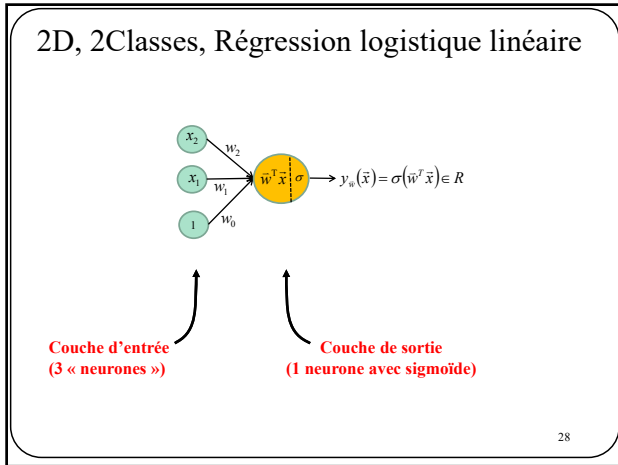 2D, 2Classes, Régression logistique linéaire
x₂
w₂
x₁
w₁
1
w₀
w⃗ᵀx⃗ σ
y_w⃗(x⃗) = σ(w⃗ᵀx⃗) ∈ R
Couche d'entrée
(3 « neurones »)
Couche de sortie
(1 neurone avec sigmoïde)
28